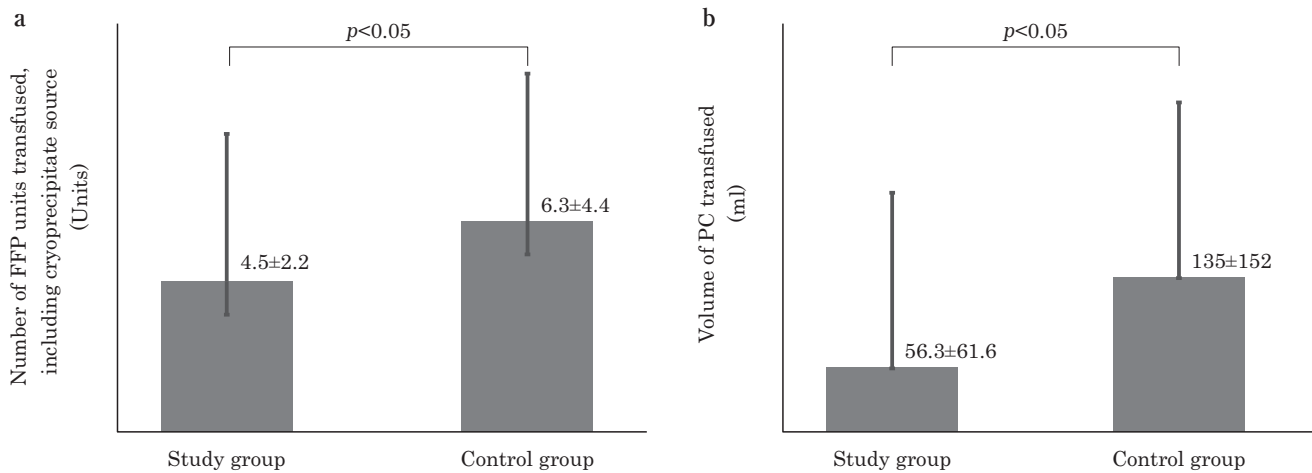 a
Number of FFP units transfused,
including cryoprecipitate source
(Units)
p<0.05
4.5±2.2
6.3±4.4
Study group
Control group
b
Volume of PC transfused
(ml)
p<0.05
56.3±61.6
135±152
Study group
Control group